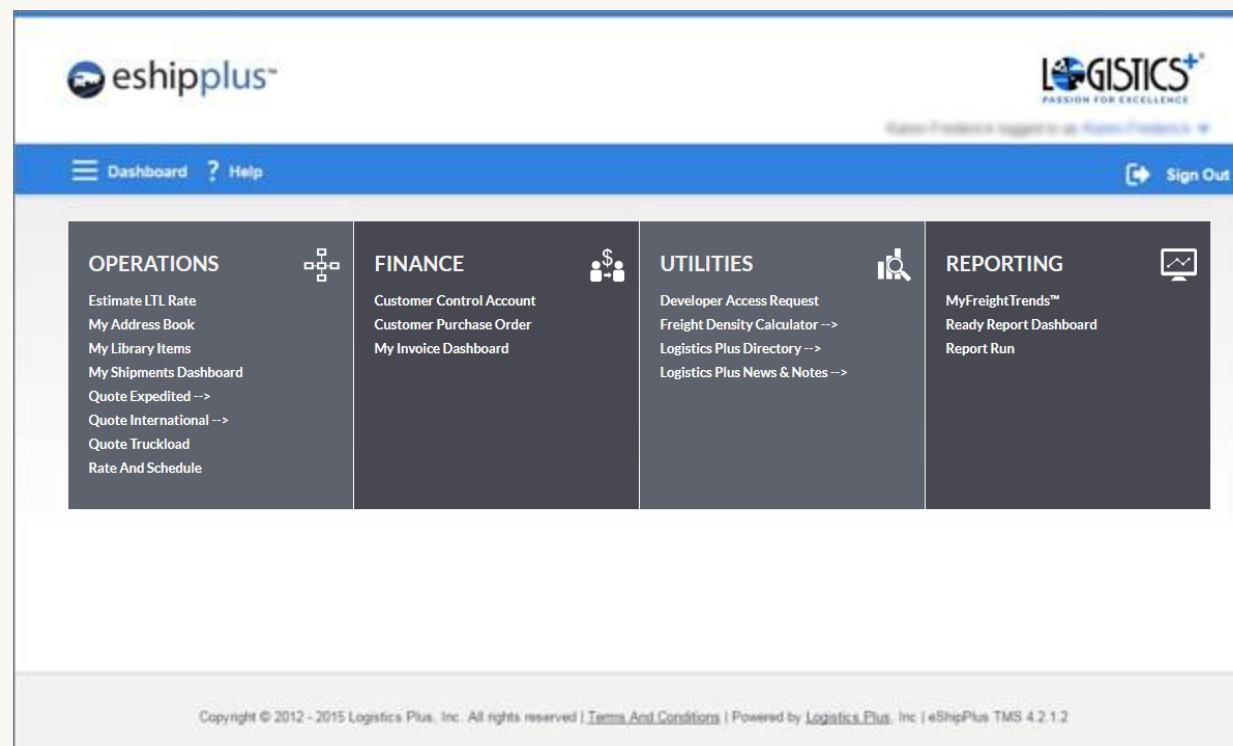 eshipplus™
LOGISTICS+®
PASSION FOR EXCELLENCE
Dashboard ? Help
Sign Out
OPERATIONS
Estimate LTL Rate
My Address Book
My Library Items
My Shipments Dashboard
Quote Expedited -->
Quote International -->
Quote Truckload
Rate And Schedule
FINANCE
Customer Control Account
Customer Purchase Order
My Invoice Dashboard
UTILITIES
Developer Access Request
Freight Density Calculator -->
Logistics Plus Directory -->
Logistics Plus News & Notes -->
REPORTING
MyFreightTrends™
Ready Report Dashboard
Report Run
Copyright © 2012 - 2015 Logistics Plus, Inc. All rights reserved | Terms And Conditions | Powered by Logistics Plus, Inc | eShipPlus TMS 4.2.1.2